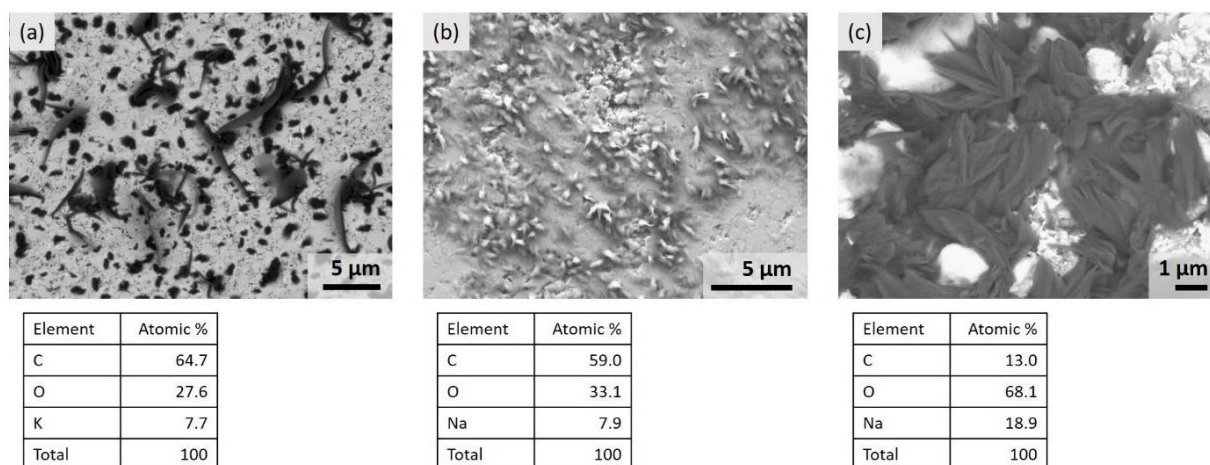 (a)
5 µm
(b)
5 µm
(c)
1 µm
Element Atomic %
C 64.7
O 27.6
K 7.7
Total 100
Element Atomic %
C 59.0
O 33.1
Na 7.9
Total 100
Element Atomic %
C 13.0
O 68.1
Na 18.9
Total 100